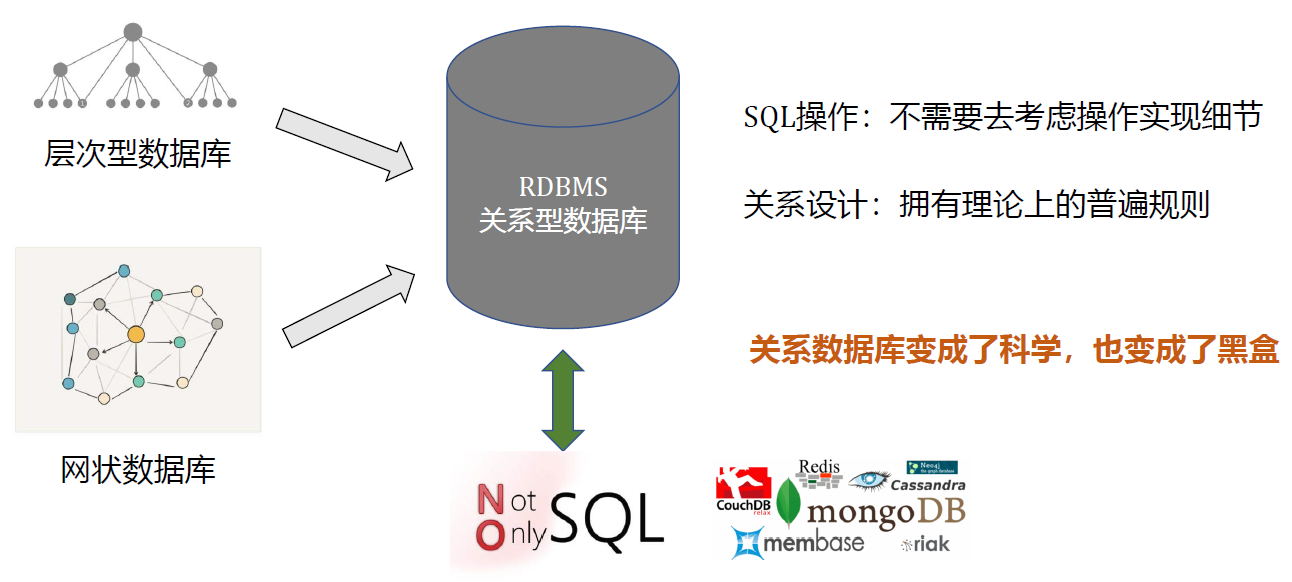 层次型数据库
网状数据库
RDBMS
关系型数据库
SQL操作：不需要去考虑操作实现细节
关系设计：拥有理论上的普遍规则
关系数据库变成了科学，也变成了黑盒
Not
Only
SQL
CouchDB
relax
Redis
Neo4j
the graph database
Cassandra
mongoDB
membase
riak